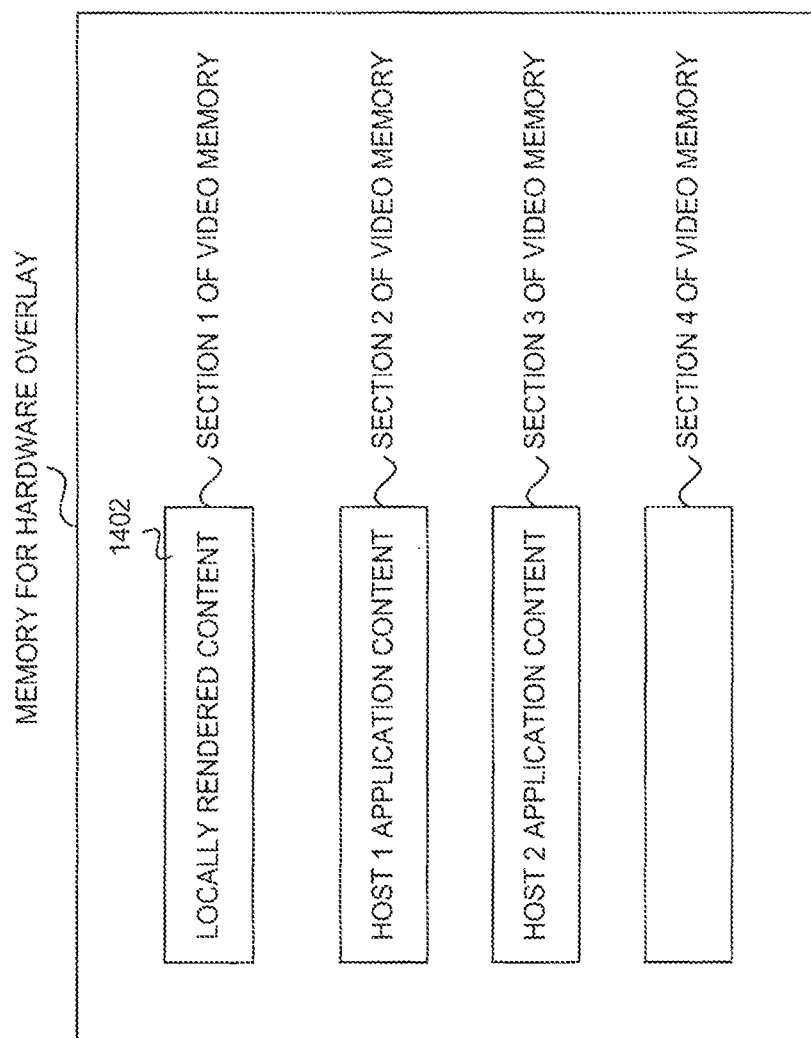 MEMORY FOR HARDWARE OVERLAY
1402
LOCALLY RENDERED CONTENT
SECTION 1 OF VIDEO MEMORY
HOST 1 APPLICATION CONTENT
SECTION 2 OF VIDEO MEMORY
HOST 2 APPLICATION CONTENT
SECTION 3 OF VIDEO MEMORY
SECTION 4 OF VIDEO MEMORY